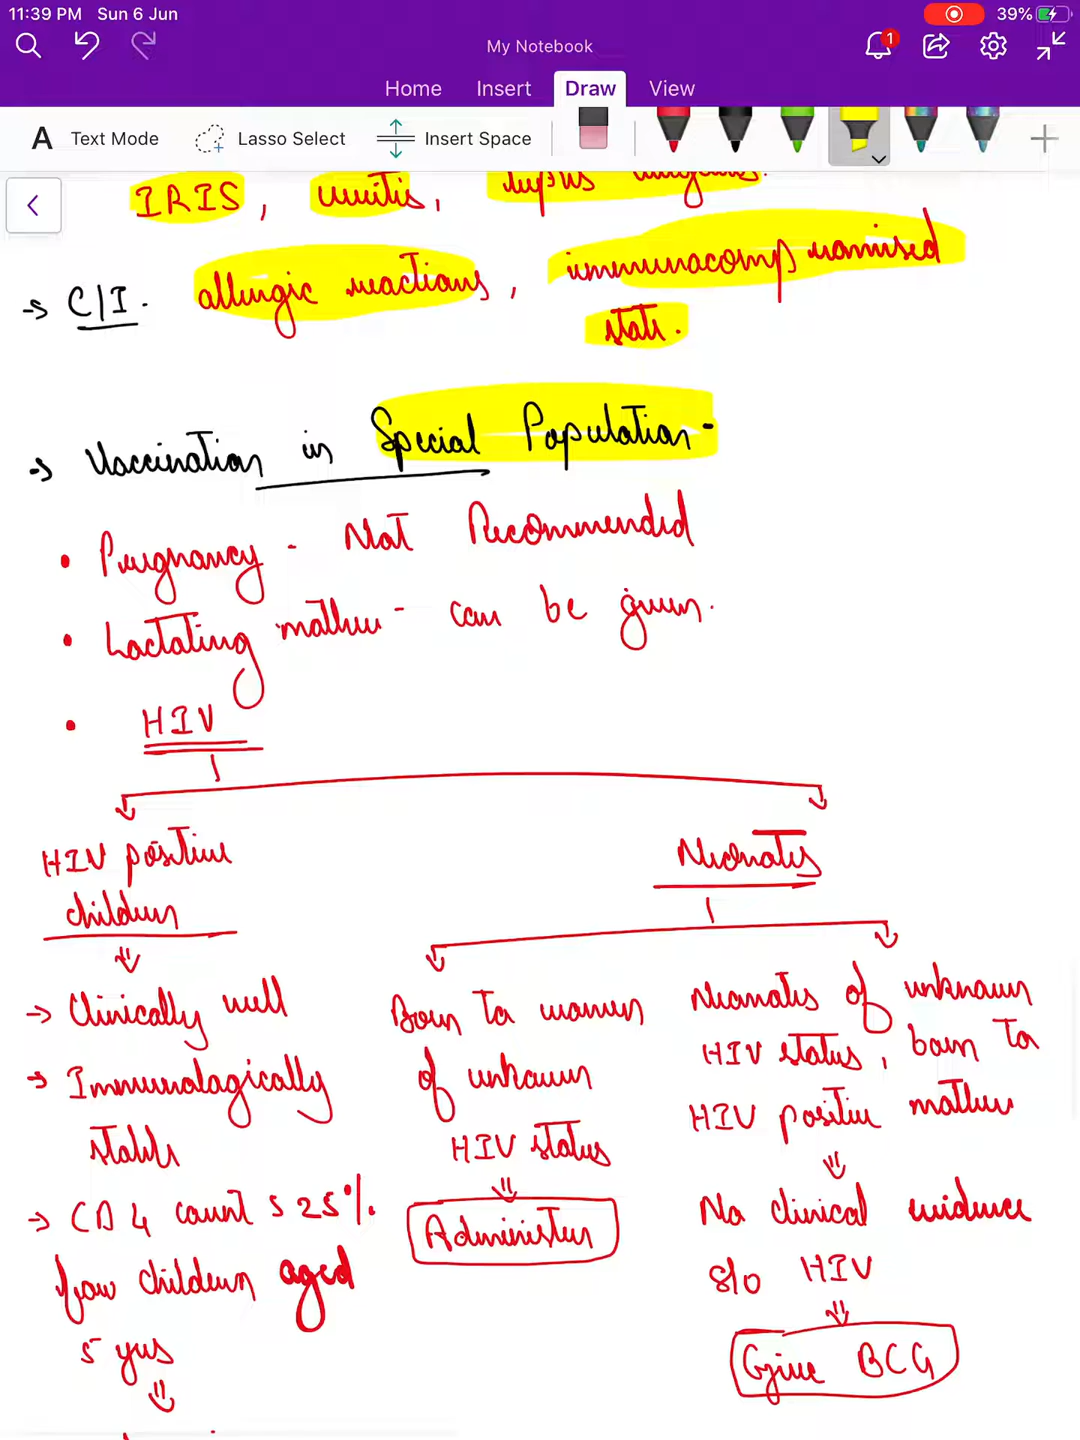 11:39 PM Sun 6 Jun
39%
My Notebook
1
Home Insert Draw View
A Text Mode Lasso Select Insert Space
IRIS, uveitis, lupus
→ C/I. allergic reactions, immunocompromised
state.
→ Vaccination in Special Population-
• Pregnancy - Not Recommended
• Lactating mother - can be given.
• HIV
HIV positive
children
Neonates
→ Clinically well
→ Immunologically
stable
→ CD4 count 25%
for children aged
5 yrs
Born to women
of unknown
HIV status
Administer
Neonates of unknown
HIV status, born to
HIV positive mother
No clinical evidence
s/o HIV
Give BCG